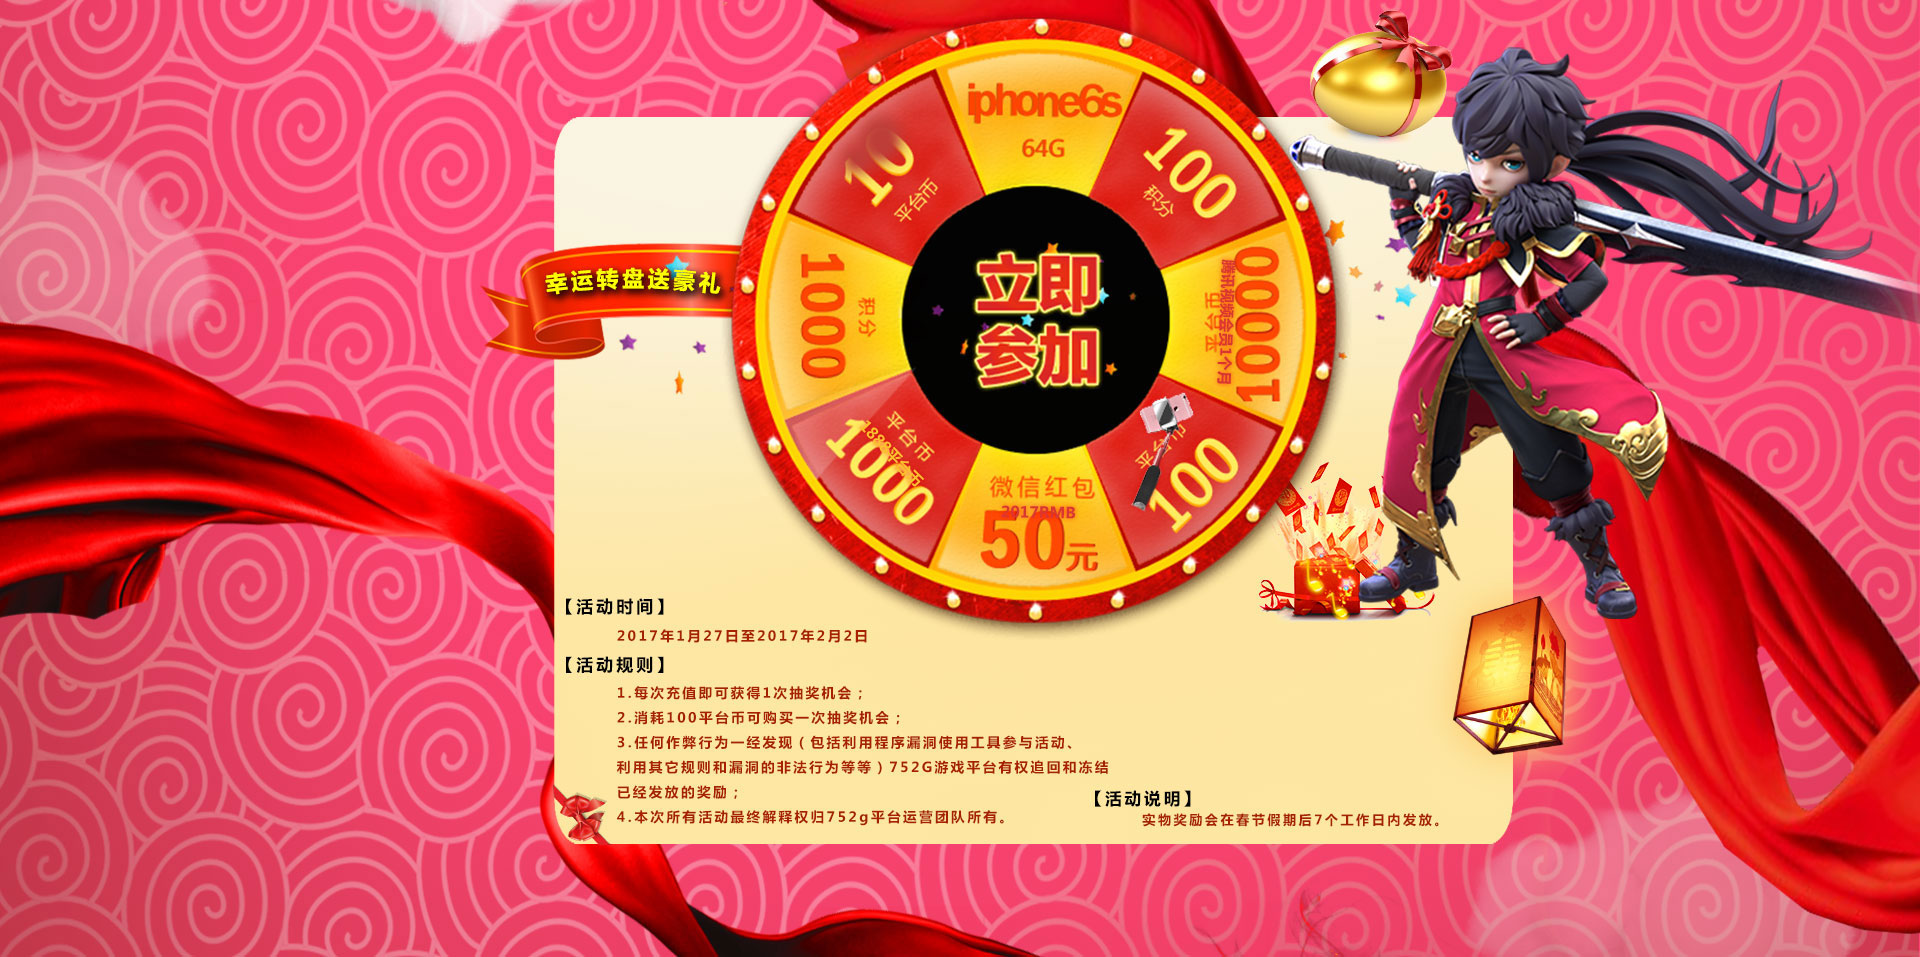 iphone6s
64G
100
积分
10000
腾讯视频会员1个月
100
微信红包
2017RMB
50元
平台币
1888平台币
1000
积分
1000
10
平台币
立即
参加
幸运转盘送豪礼
【活动时间】
2017年1月27日至2017年2月2日
【活动规则】
1.每次充值即可获得1次抽奖机会；
2.消耗100平台币可购买一次抽奖机会；
3.任何作弊行为一经发现（包括利用程序漏洞使用工具参与活动、
利用其它规则和漏洞的非法行为等等）752G游戏平台有权追回和冻结
已经发放的奖励；
4.本次所有活动最终解释权归752g平台运营团队所有。
【活动说明】
实物奖励会在春节假期后7个工作日内发放。